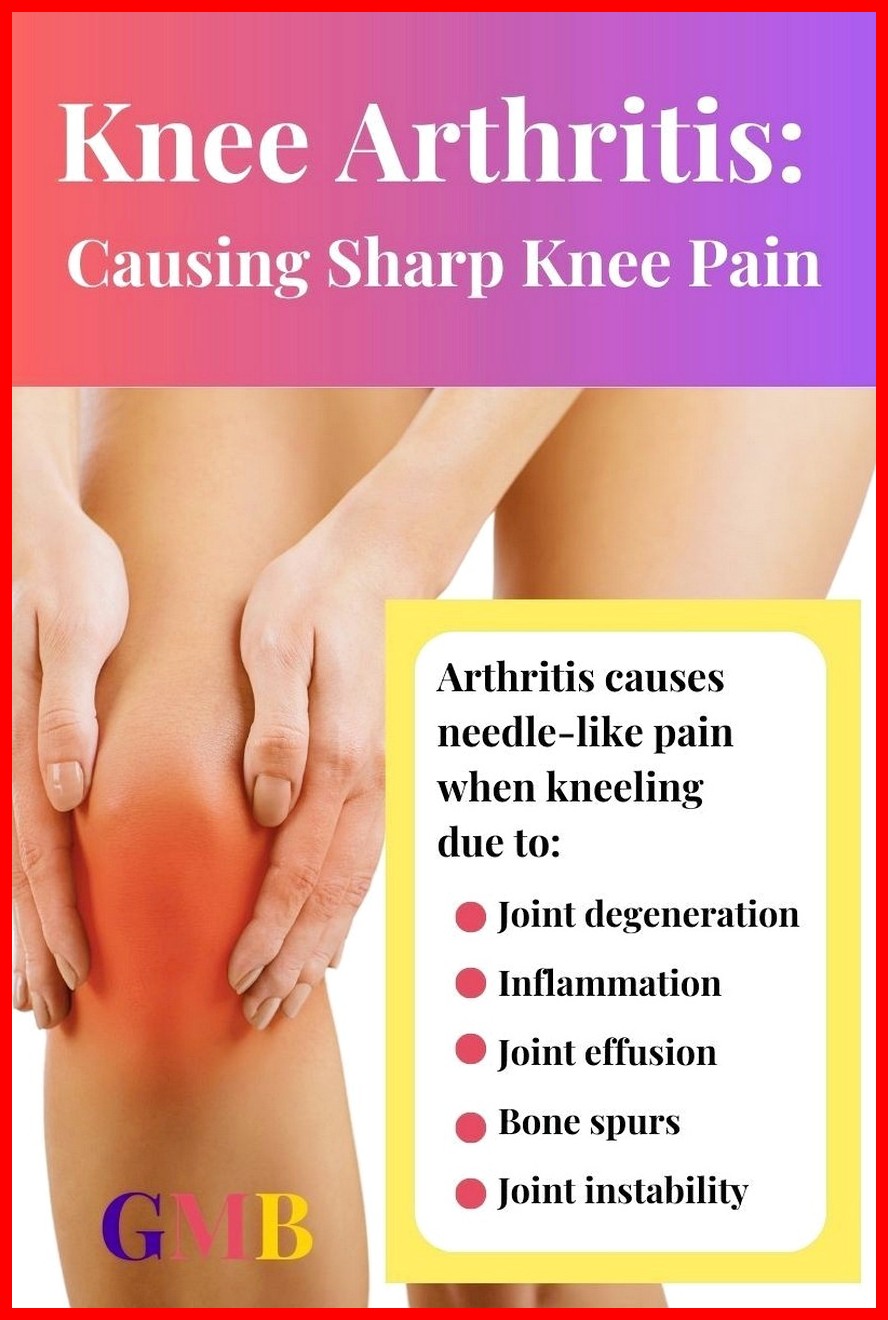 Knee Arthritis:
Causing Sharp Knee Pain
Arthritis causes
needle-like pain
when kneeling
due to:
Joint degeneration
Inflammation
Joint effusion
Bone spurs
Joint instability
GMB